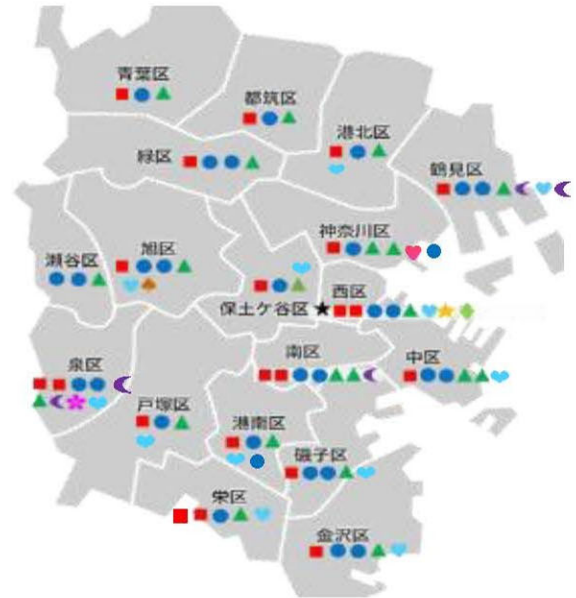 青葉区
都筑区
港北区
緑区
鶴見区
神奈川区
旭区
瀬谷区
西区
保土ケ谷区
南区
中区
泉区
戸塚区
港南区
磯子区
栄区
金沢区